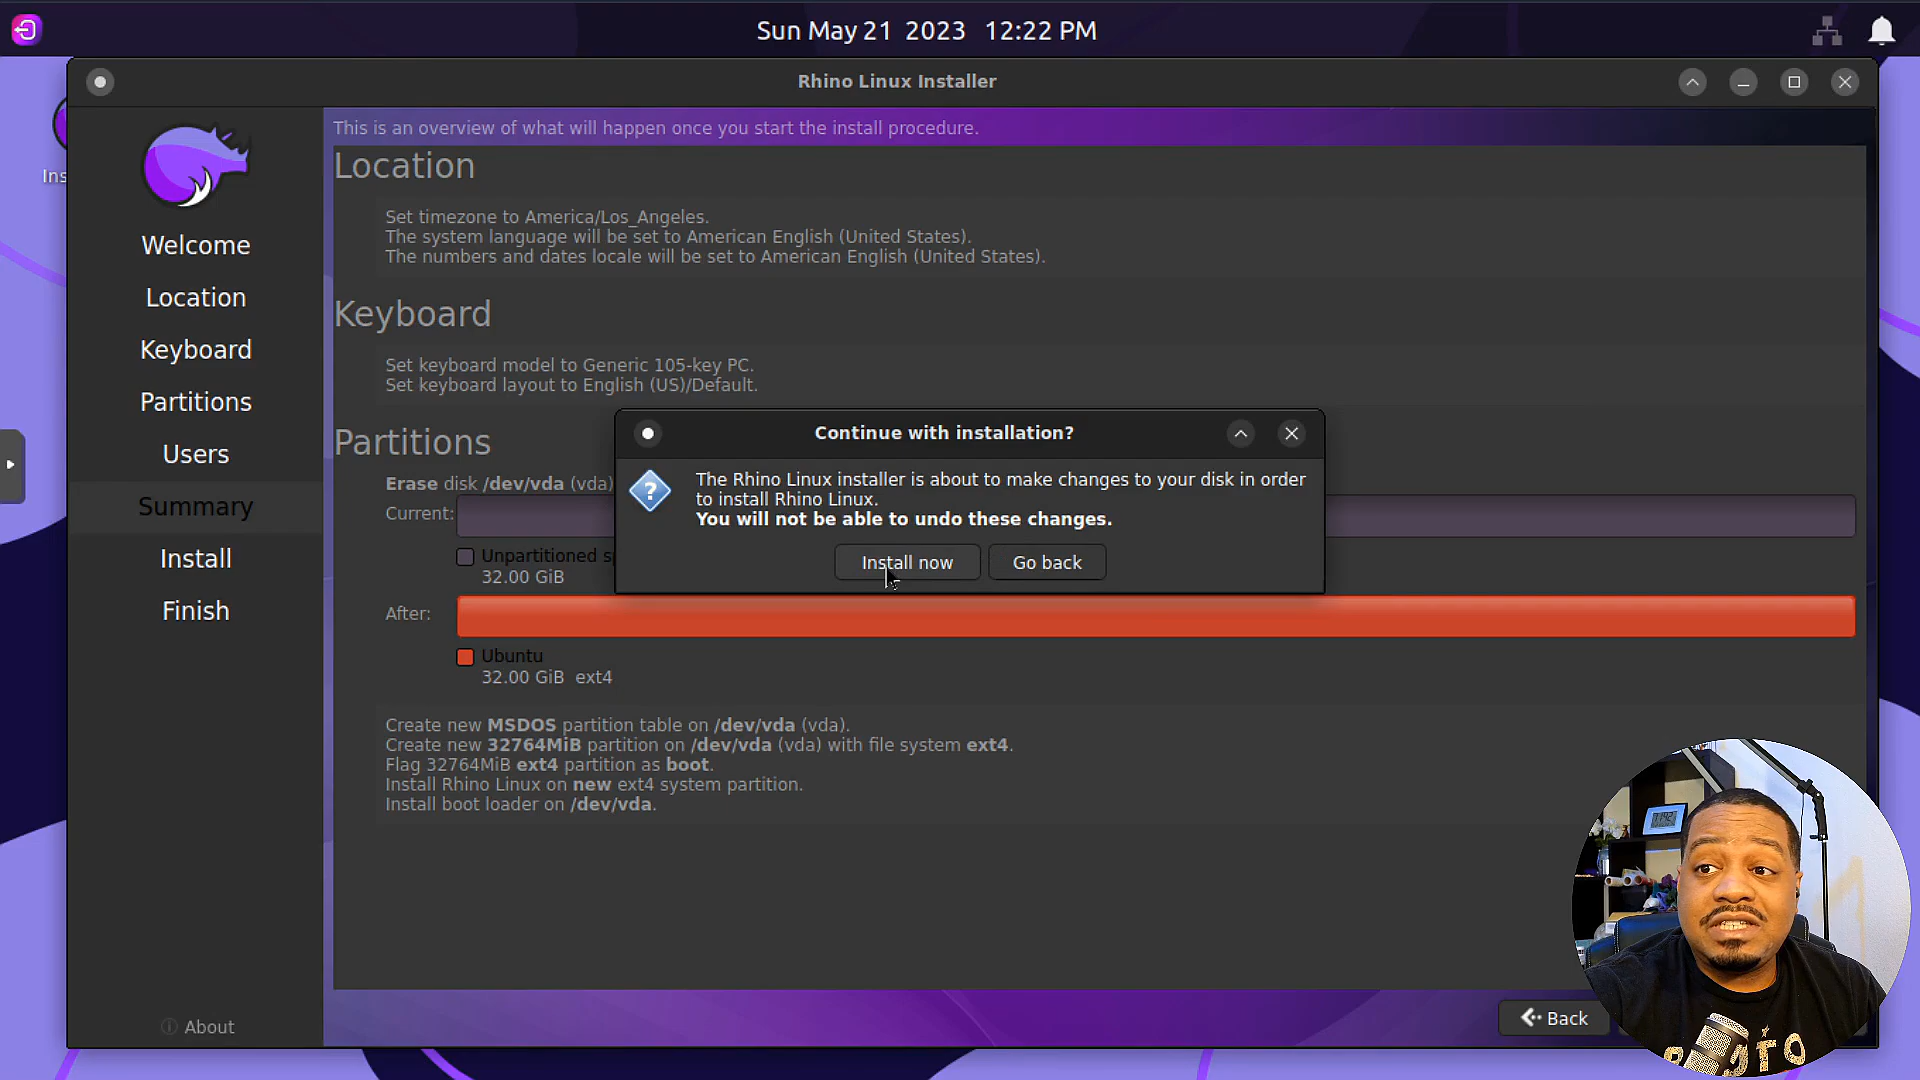 Sun May 21 2023 12:22 PM
Rhino Linux Installer
Ins
Welcome
Location
Keyboard
Partitions
Users
Summary
Install
Finish
About
This is an overview of what will happen once you start the install procedure.
Location
Set timezone to America/Los_Angeles.
The system language will be set to American English (United States).
The numbers and dates locale will be set to American English (United States).
Keyboard
Set keyboard model to Generic 105-key PC.
Set keyboard layout to English (US)/Default.
Partitions
Erase disk /dev/vda (vda)
Current:
Unpartitioned s
32.00 GiB
After:
Ubuntu
32.00 GiB ext4
Create new MSDOS partition table on /dev/vda (vda).
Create new 32764MiB partition on /dev/vda (vda) with file system ext4.
Flag 32764MiB ext4 partition as boot.
Install Rhino Linux on new ext4 system partition.
Install boot loader on /dev/vda.
Continue with installation?
The Rhino Linux installer is about to make changes to your disk in order
to install Rhino Linux.
You will not be able to undo these changes.
Install now
Go back
Back